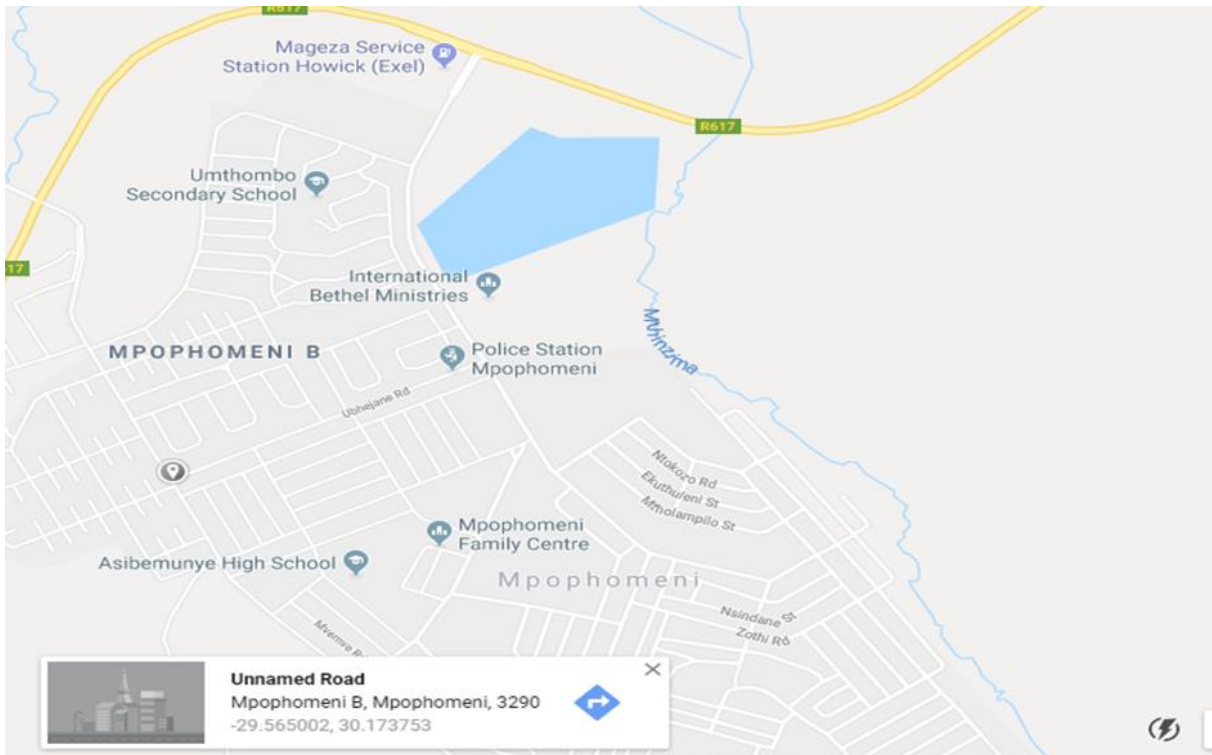 R617
Mageza Service
Station Howick (Exel)
R617
Umthombo
Secondary School
17
International
Bethel Ministries
Mthinzima
MPOPHOMENI B
Police Station
Mpophomeni
Ubhejane Rd
Ntokozo Rd
Ekuthuleni St
Mpholampilo St
Mpophomeni
Family Centre
Asibemunye High School
Mpophomeni
Nsindane St
Zothi Rd
Unnamed Road
Mpophomeni B, Mpophomeni, 3290
-29.565002, 30.173753